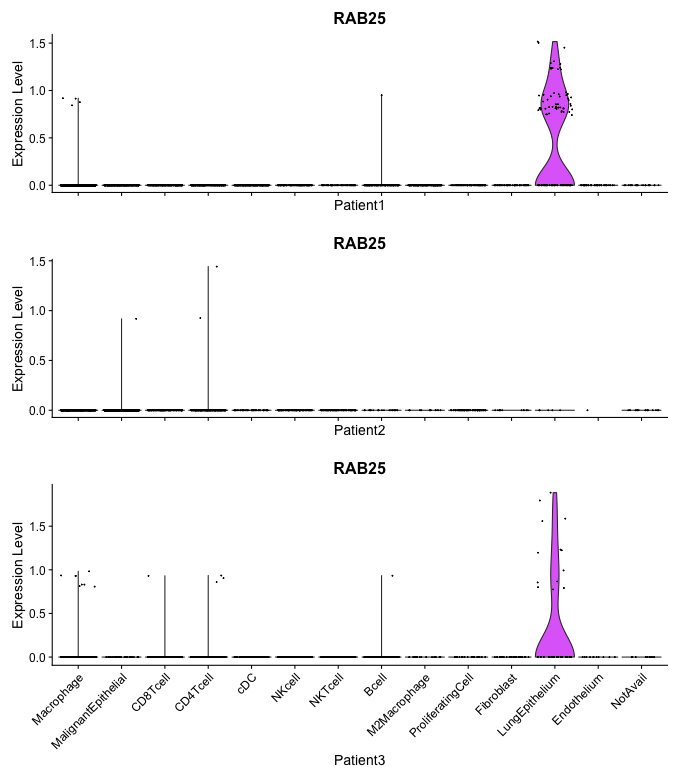 RAB25
Expression Level
1.5
1.0
0.5
0.0
Patient1
RAB25
Expression Level
1.5
1.0
0.5
0.0
Patient2
RAB25
Expression Level
1.5
1.0
0.5
0.0
Macrophage
MalignantEpithelial
CD8Tcell
CD4Tcell
cDC
NKcell
NKTcell
Bcell
M2Macrophage
ProliferatingCell
Fibroblast
LungEpithelium
Endothelium
NotAvail
Patient3